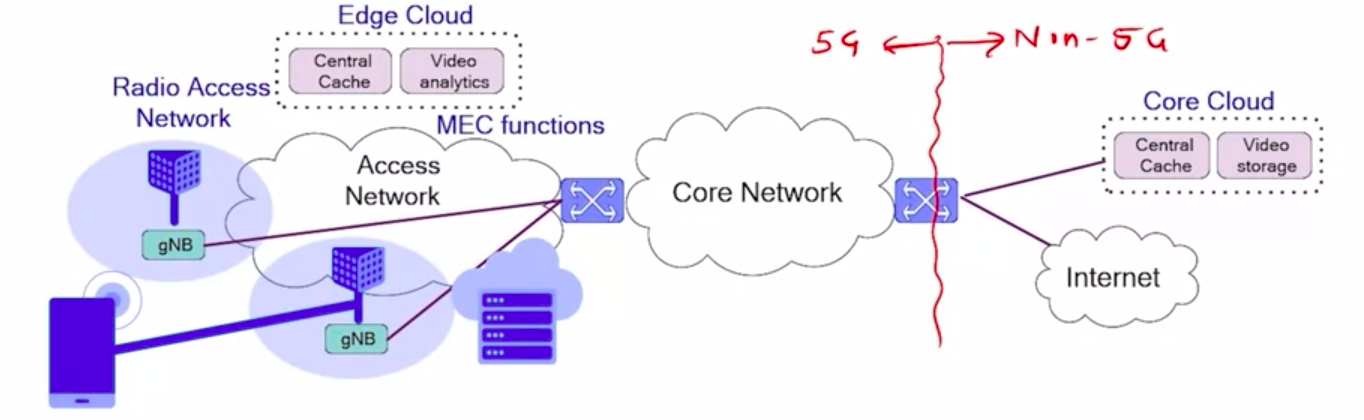 Edge Cloud
Central
Cache
Video
analytics
Radio Access
Network
MEC functions
Access
Network
gNB
gNB
Core Network
5G Non-5G
Core Cloud
Central
Cache
Video
storage
Internet